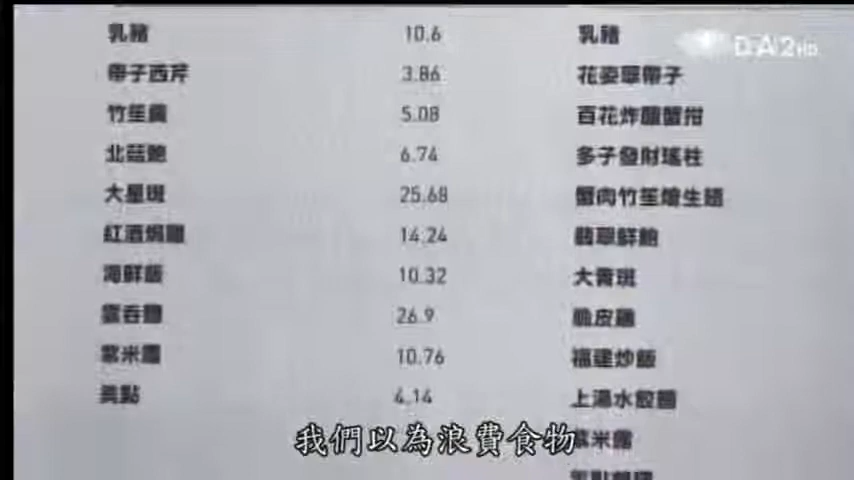 乳豬 10.6
帶子西芹 3.86
竹笙羹 5.08
北菇鮑 6.74
大星斑 25.68
紅酒焗雞 14.24
海鮮飯 10.32
雲吞麵 26.9
紫米露 10.76
美點 4.14
乳豬
花姿翠帶子
百花炸釀蟹拑
多子發財瑤柱
蟹肉竹笙燴生翅
翡翠鮮鮑
大青斑
脆皮雞
福建炒飯
上湯水餃麵
紫米露
我們以為浪費食物